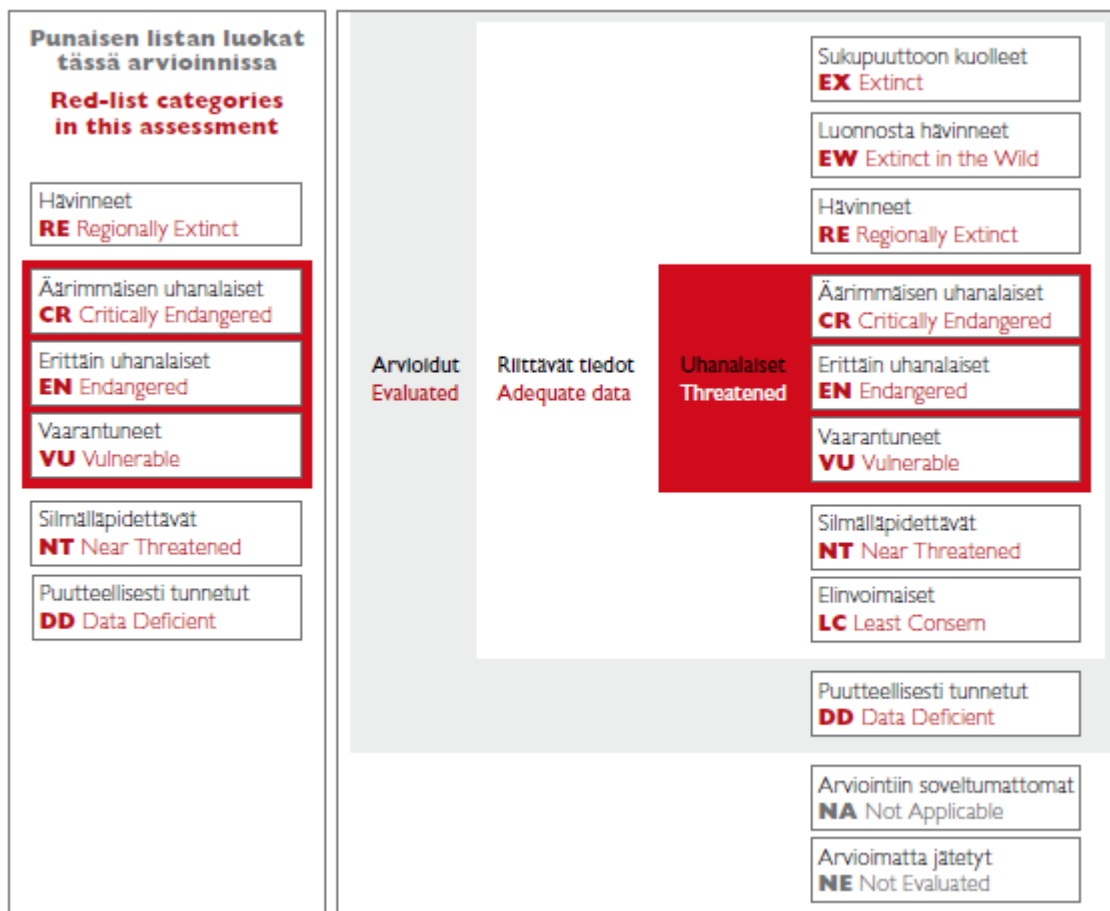 Punaisen listan luokat
tässä arvioinnissa
Red-list categories
in this assessment
Hävinneet
RE Regionally Extinct
Äärimmäisen uhanalaiset
CR Critically Endangered
Erittäin uhanalaiset
EN Endangered
Vaarantuneet
VU Vulnerable
Silmälläpidettävät
NT Near Threatened
Puutteellisesti tunnetut
DD Data Deficient
Arvioidut
Evaluated
Riittävät tiedot
Adequate data
Uhanalaiset
Threatened
Sukupuuttoon kuolleet
EX Extinct
Luonnosta hävinneet
EW Extinct in the Wild
Hävinneet
RE Regionally Extinct
Äärimmäisen uhanalaiset
CR Critically Endangered
Erittäin uhanalaiset
EN Endangered
Vaarantuneet
VU Vulnerable
Silmälläpidettävät
NT Near Threatened
Elinvoimaiset
LC Least Consern
Puutteellisesti tunnetut
DD Data Deficient
Arviointiin soveltumattomat
NA Not Applicable
Arvioimatta jätetyt
NE Not Evaluated